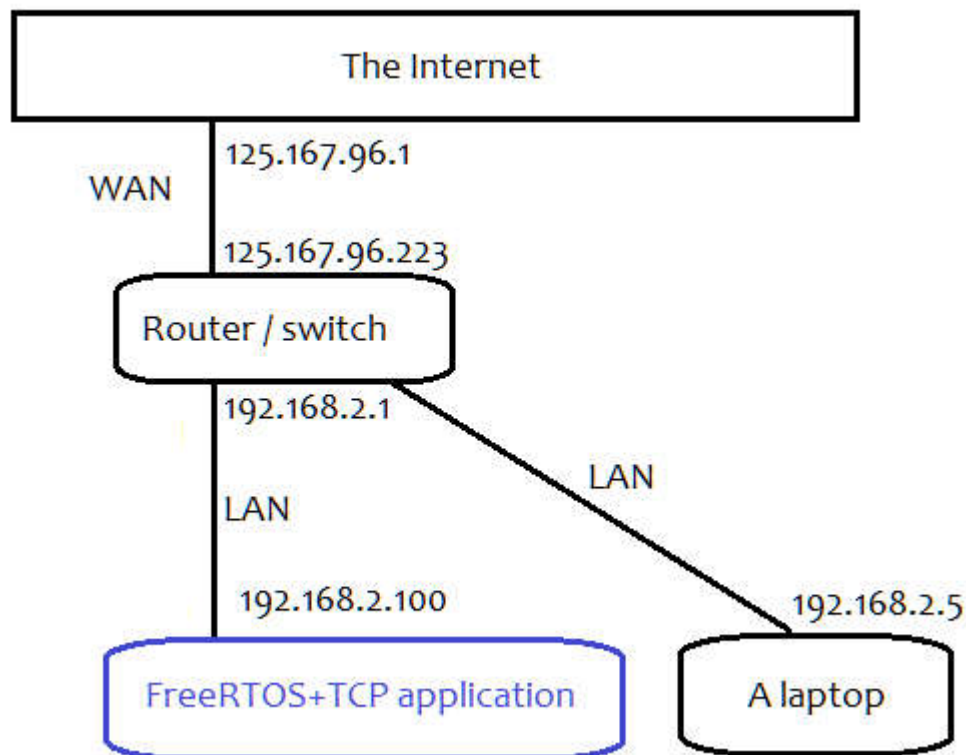 The Internet
125.167.96.1
WAN
125.167.96.223
Router / switch
192.168.2.1
LAN
LAN
192.168.2.100
192.168.2.5
FreeRTOS+TCP application
A laptop